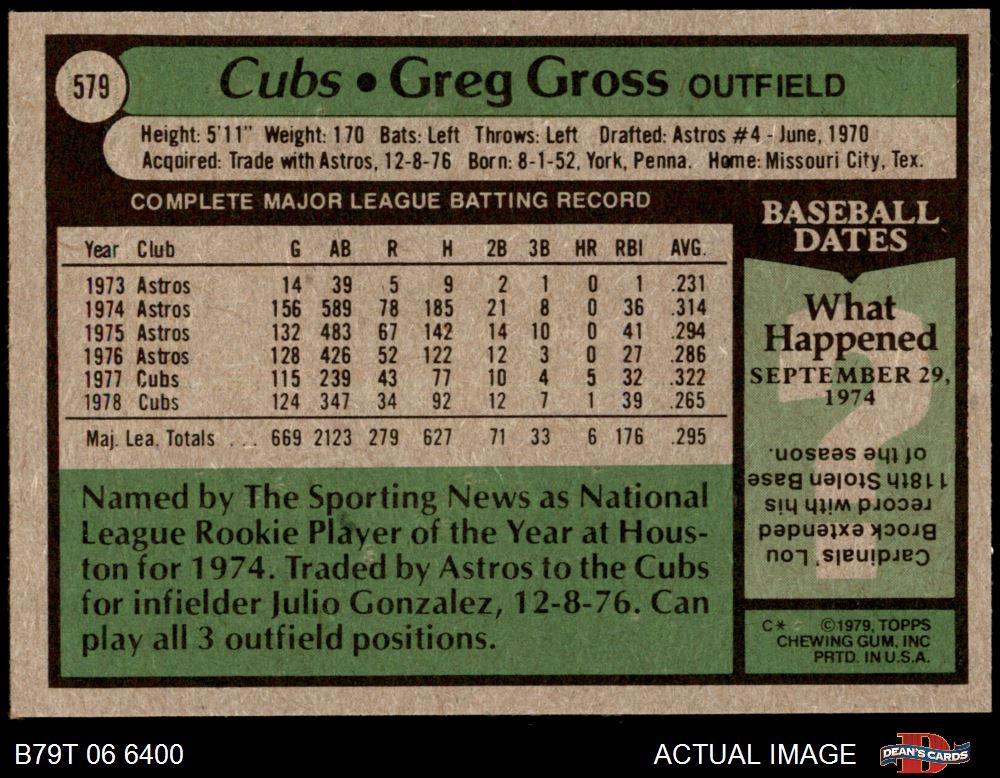 579
Cubs • Greg Gross OUTFIELD
Height: 5'11" Weight: 170 Bats: Left Throws: Left Drafted: Astros #4 - June, 1970
Acquired: Trade with Astros, 12-8-76 Born: 8-1-52, York, Penna. Home: Missouri City, Tex.
COMPLETE MAJOR LEAGUE BATTING RECORD
Year Club G AB R H 2B 3B HR RBI AVG.
1973 Astros 14 39 5 9 2 1 0 1 .231
1974 Astros 156 589 78 185 21 8 0 36 .314
1975 Astros 132 483 67 142 14 10 0 41 .294
1976 Astros 128 426 52 122 12 3 0 27 .286
1977 Cubs 115 239 43 77 10 4 5 32 .322
1978 Cubs 124 347 34 92 12 7 1 39 .265
Maj. Lea. Totals ... 669 2123 279 627 71 33 6 176 .295
Named by The Sporting News as National
League Rookie Player of the Year at Hous-
ton for 1974. Traded by Astros to the Cubs
for infielder Julio Gonzalez, 12-8-76. Can
play all 3 outfield positions.
BASEBALL
DATES
What
Happened
SEPTEMBER 29,
1974
?
Cardinals' Lou
Brock extended
record with his
118th Stolen Base
of the season.
C* ©1979, TOPPS
CHEWING GUM, INC
PRTD. IN U.S.A.
B79T 06 6400
ACTUAL IMAGE
DEAN'S CARDS